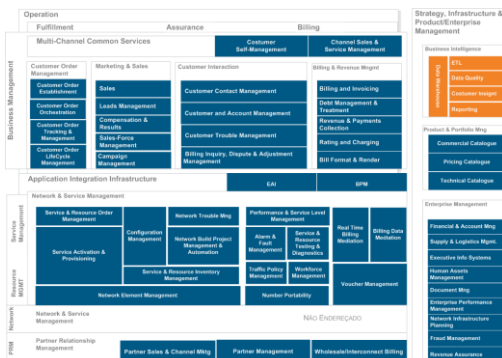 Operation
Fulfillment
Assurance
Billing
Multi-Channel Common Services
Costumer
Self-Management
Channel Sales &
Service Management
Business Management
Customer Order
Management
Customer Order
Establishment
Customer Order
Orchestration
Customer Order
Tracking &
Management
Customer Order
LifeCycle
Management
Marketing & Sales
Sales
Leads Management
Compensation &
Results
Sales-Force
Management
Campaign
Management
Customer Interaction
Customer Contact Management
Customer and Account Management
Customer Trouble Management
Billing Inquiry, Dispute & Adjustment
Management
Billing & Revenue Mngmt
Billing and Invoicing
Debt Management &
Treatment
Revenue & Payments
Collection
Rating and Charging
Bill Format & Render
Application Integration Infrastructure
EAI
BPM
Service
Management
Resource
MGMT
Network & Service Management
Service & Resource Order
Management
Service Activation &
Provisioning
Configuration
Management
Network Trouble Mng
Network Build Project
Management &
Automation
Service & Resource Inventory
Management
Network Element Management
Performance & Service Level
Management
Alarm &
Fault
Management
Service &
Resource
Testing &
Diagnostics
Traffic Policy
Management
Workforce
Management
Number Portability
Real Time
Billing
Mediation
Billing Data
Mediation
Voucher Management
Network
Network & Service
Management
NÃO ENDEREÇADO
PRM
Partner Relationship
Management
Partner Sales & Channel Mktg
Partner Management
Wholesale/Interconnect Billing
Strategy, Infrastructure &
Product/Enterprise
Management
Business Intelligence
Data Warehouse
ETL
Data Quality
Costumer Insignt.
Reporting
Product & Portfolio Mngment
Commercial Catalogue
Pricing Catalogue
Technical Catalogue
Enterprise Management
Financial & Account Mng
Supply & Logistics Mgmt.
Executive Info Systems
Human Assets
Management
Document Mng
Enterprise Performance
Management
Network Infrastructure
Planning
Fraud Management
Revenue Assurance